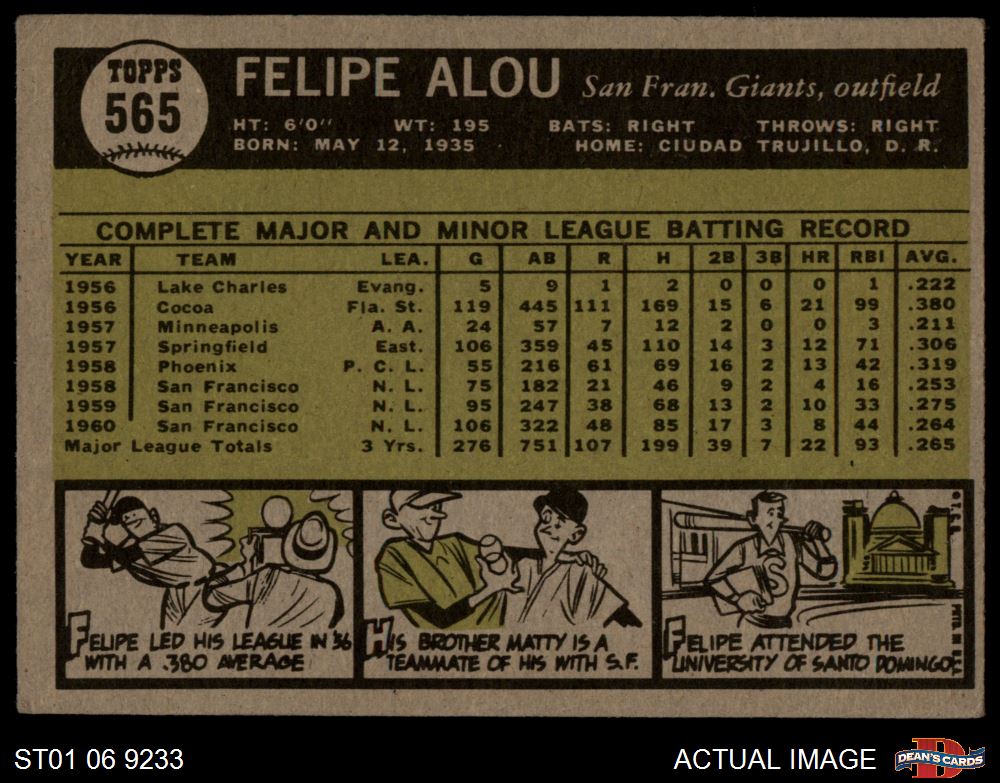 TOPPS
565
FELIPE ALOU San Fran. Giants, outfield
HT: 6'0'' WT: 195 BATS: RIGHT THROWS: RIGHT
BORN: MAY 12, 1935 HOME: CIUDAD TRUJILLO, D. R.
COMPLETE MAJOR AND MINOR LEAGUE BATTING RECORD
YEAR TEAM LEA. G AB R H 2B 3B HR RBI AVG.
1956 Lake Charles Evang. 5 9 1 2 0 0 0 1 .222
1956 Cocoa Fla. St. 119 445 111 169 15 6 21 99 .380
1957 Minneapolis A. A. 24 57 7 12 2 0 0 3 .211
1957 Springfield East. 106 359 45 110 14 3 12 71 .306
1958 Phoenix P. C. L. 55 216 61 69 16 2 13 42 .319
1958 San Francisco N. L. 75 182 21 46 9 2 4 16 .253
1959 San Francisco N. L. 95 247 38 68 13 2 10 33 .275
1960 San Francisco N. L. 106 322 48 85 17 3 8 44 .264
Major League Totals 3 Yrs. 276 751 107 199 39 7 22 93 .265
FELIPE LED HIS LEAGUE IN '56
WITH A .380 AVERAGE
HIS BROTHER MATTY IS A
TEAMMATE OF HIS WITH S.F.
S
FELIPE ATTENDED THE
UNIVERSITY OF SANTO DOMINGO
© T.C.G. PRTD. IN U.S.A.
ST01 06 9233
ACTUAL IMAGE
D
DEAN'S CARDS